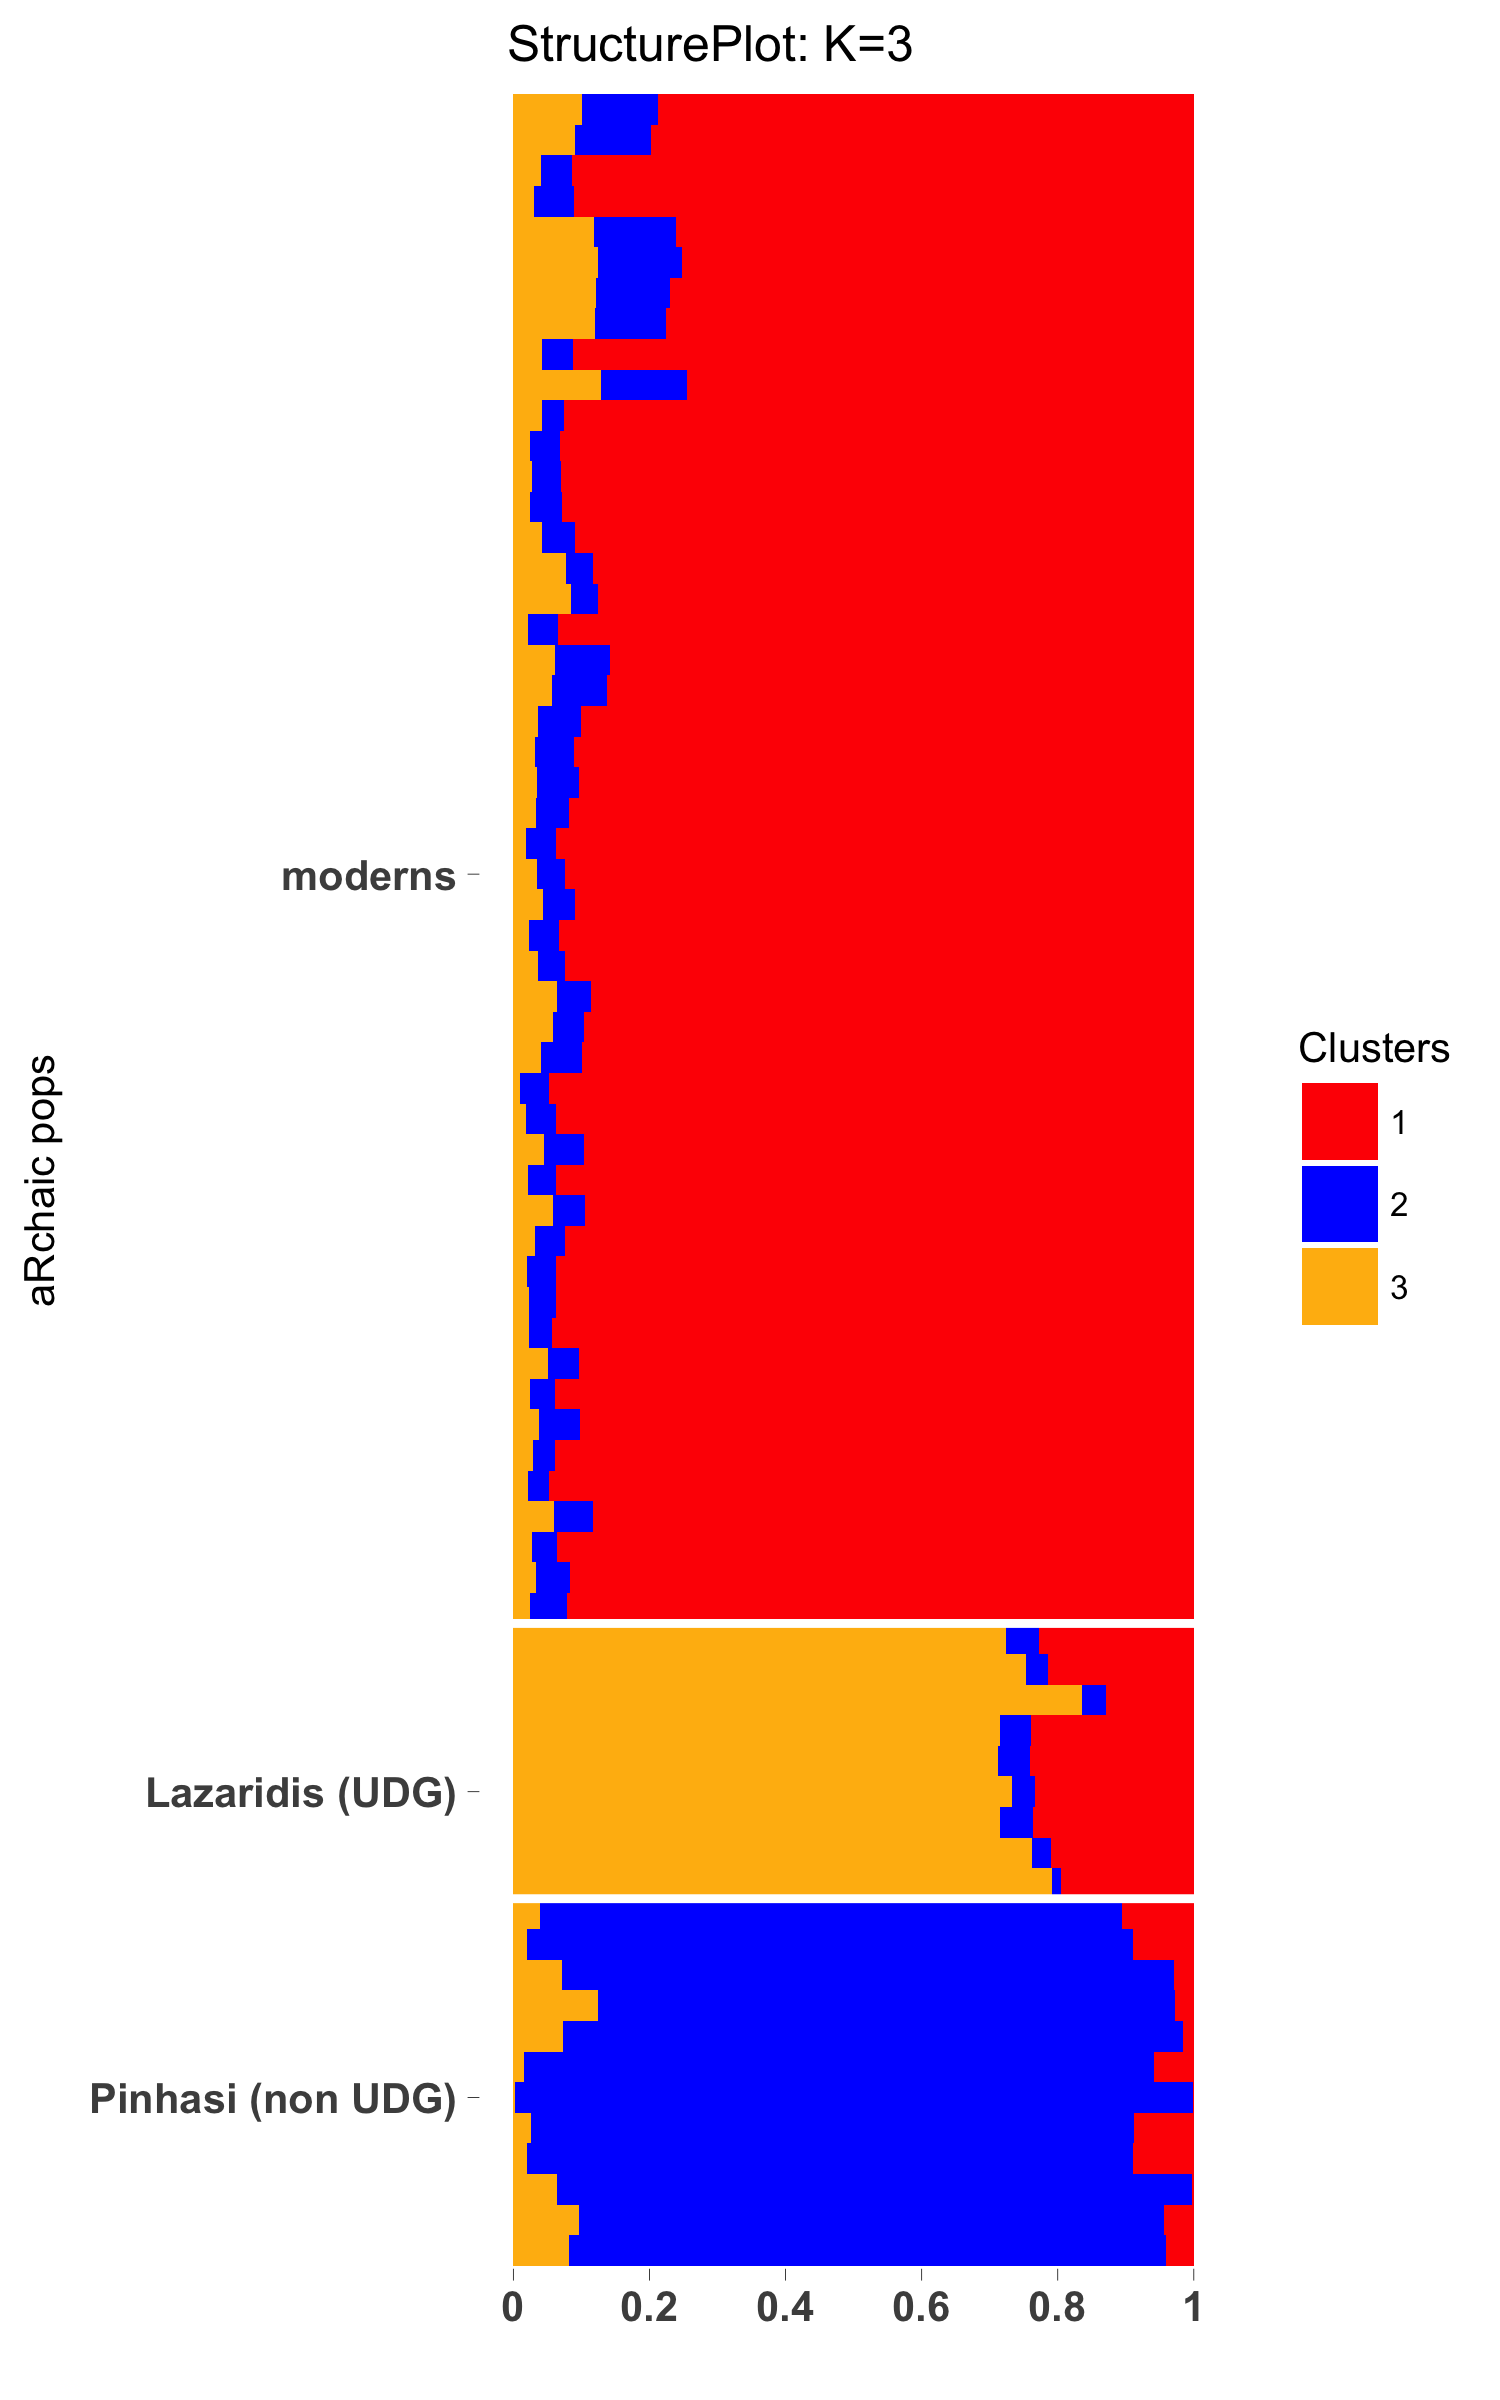 StructurePlot: K=3
moderns
Lazaridis (UDG)
Pinhasi (non UDG)
aRchaic pops
0 0.2 0.4 0.6 0.8 1
Clusters
1
2
3